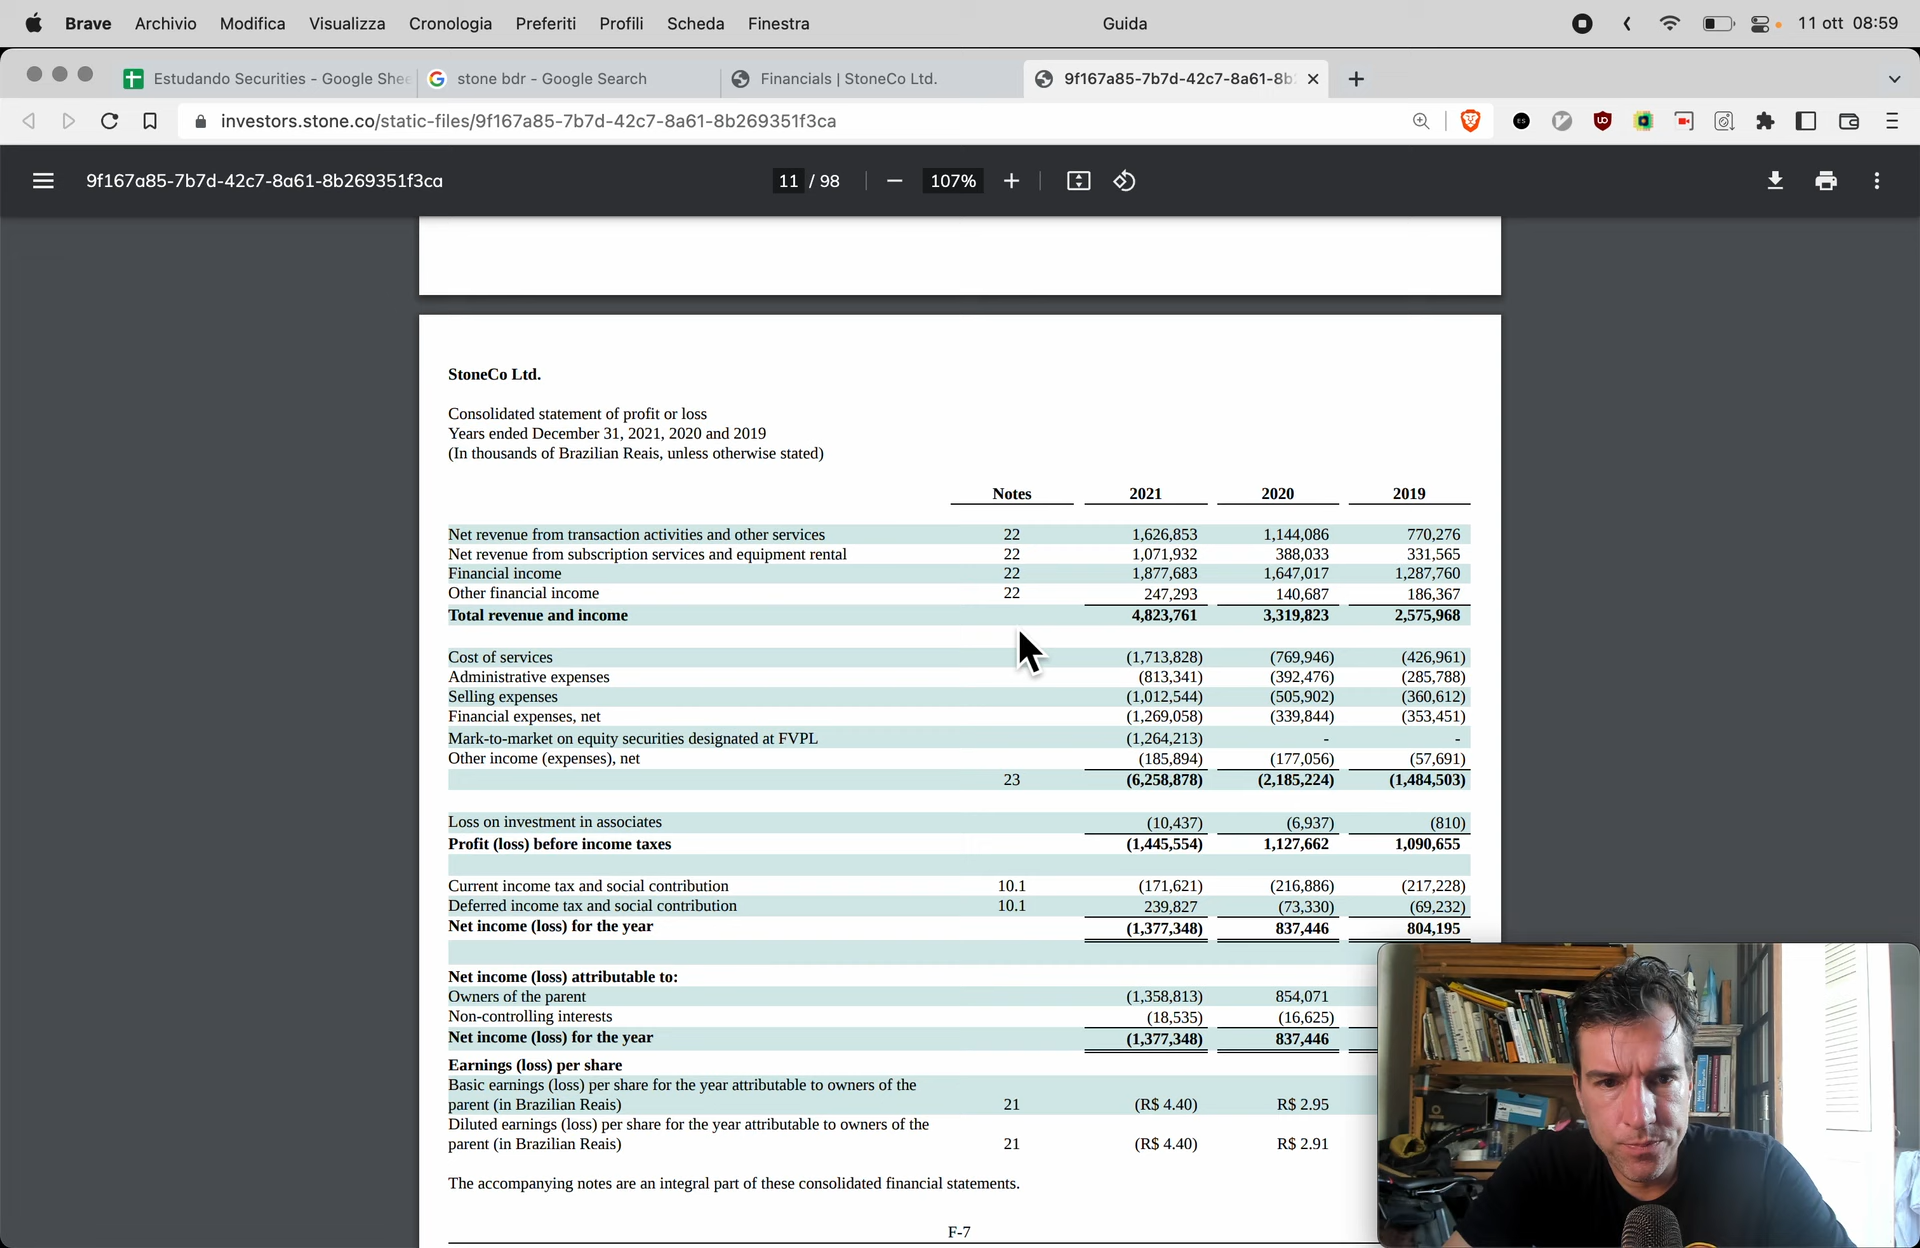 Brave Archivio Modifica Visualizza Cronologia Preferiti Profili Scheda Finestra Guida 11 ott 08:59
Estudando Securities - Google Shee stone bdr - Google Search Financials | StoneCo Ltd. 9f167a85-7b7d-42c7-8a61-8b
investors.stone.co/static-files/9f167a85-7b7d-42c7-8a61-8b269351f3ca
9f167a85-7b7d-42c7-8a61-8b269351f3ca 11 / 98 107%
StoneCo Ltd.
Consolidated statement of profit or loss
Years ended December 31, 2021, 2020 and 2019
(In thousands of Brazilian Reais, unless otherwise stated)
Notes 2021 2020 2019
Net revenue from transaction activities and other services 22 1,626,853 1,144,086 770,276
Net revenue from subscription services and equipment rental 22 1,071,932 388,033 331,565
Financial income 22 1,877,683 1,647,017 1,287,760
Other financial income 22 247,293 140,687 186,367
Total revenue and income 4,823,761 3,319,823 2,575,968
Cost of services (1,713,828) (769,946) (426,961)
Administrative expenses (813,341) (392,476) (285,788)
Selling expenses (1,012,544) (505,902) (360,612)
Financial expenses, net (1,269,058) (339,844) (353,451)
Mark-to-market on equity securities designated at FVPL (1,264,213) - -
Other income (expenses), net (185,894) (177,056) (57,691)
23 (6,258,878) (2,185,224) (1,484,503)
Loss on investment in associates (10,437) (6,937) (810)
Profit (loss) before income taxes (1,445,554) 1,127,662 1,090,655
Current income tax and social contribution 10.1 (171,621) (216,886) (217,228)
Deferred income tax and social contribution 10.1 239,827 (73,330) (69,232)
Net income (loss) for the year (1,377,348) 837,446 804,195
Net income (loss) attributable to:
Owners of the parent (1,358,813) 854,071
Non-controlling interests (18,535) (16,625)
Net income (loss) for the year (1,377,348) 837,446
Earnings (loss) per share
Basic earnings (loss) per share for the year attributable to owners of the
parent (in Brazilian Reais) 21 (R$ 4.40) R$ 2.95
Diluted earnings (loss) per share for the year attributable to owners of the
parent (in Brazilian Reais) 21 (R$ 4.40) R$ 2.91
The accompanying notes are an integral part of these consolidated financial statements.
F-7